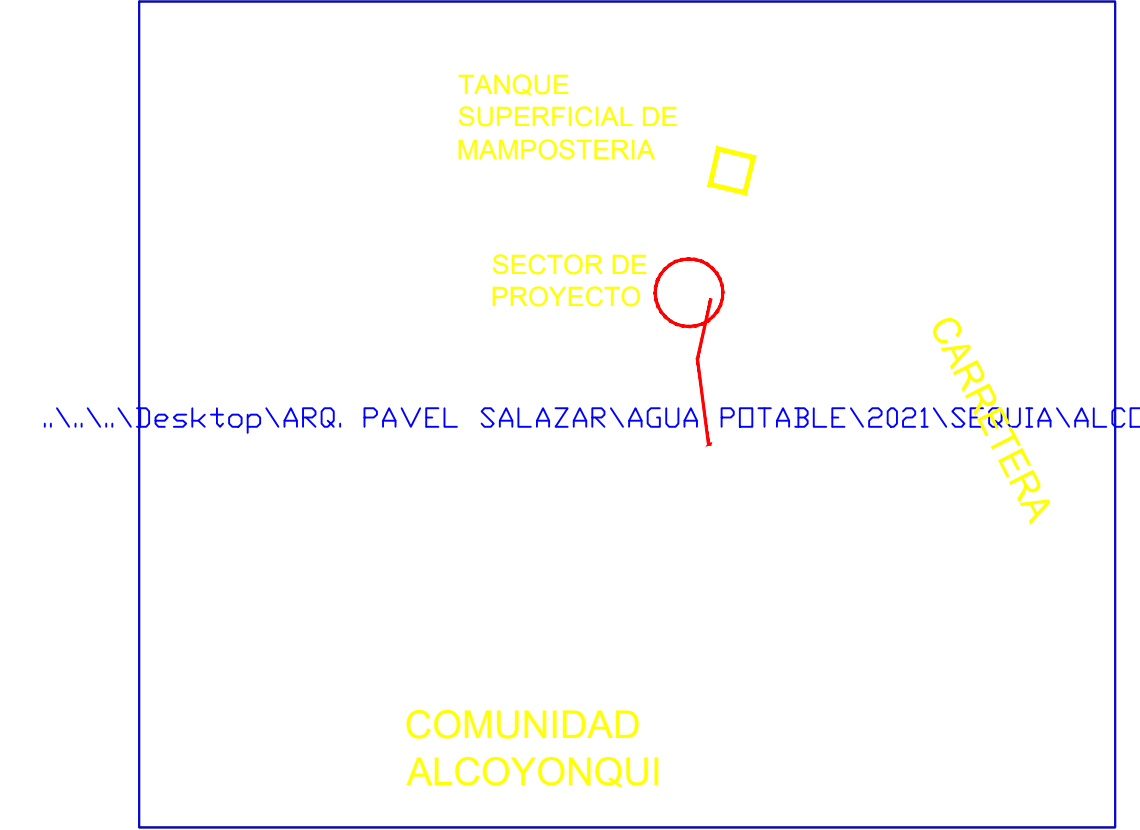 TANQUE
SUPERFICIAL DE
MAMPOSTERIA
SECTOR DE
PROYECTO
CARRETERA
..\..\..\Desktop\ARQ. PAVEL SALAZAR\AGUA POTABLE\2021\SEQUIA\ALCO
COMUNIDAD
ALCOYONQUI